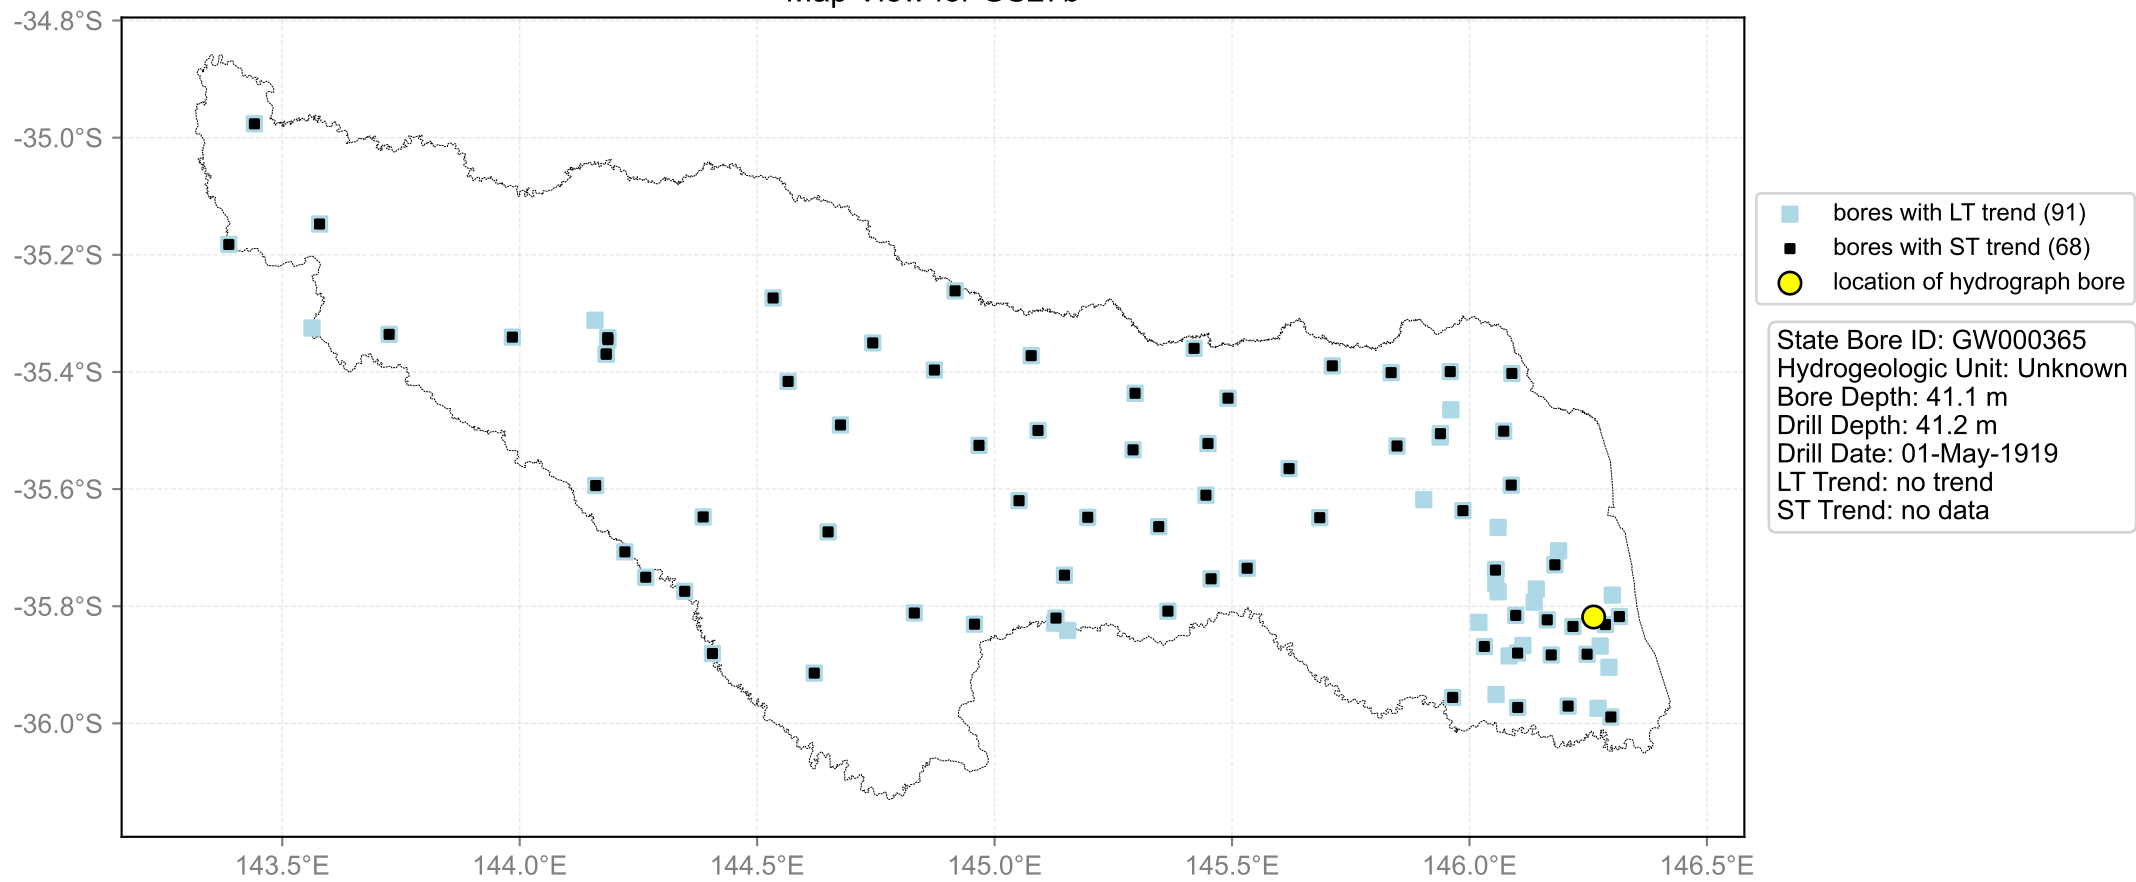 -34.8°S
-35.0°S
-35.2°S
-35.4°S
-35.6°S
-35.8°S
-36.0°S
143.5°E
144.0°E
144.5°E
145.0°E
145.5°E
146.0°E
146.5°E
bores with LT trend (91)
bores with ST trend (68)
location of hydrograph bore
State Bore ID: GW000365
Hydrogeologic Unit: Unknown
Bore Depth: 41.1 m
Drill Depth: 41.2 m
Drill Date: 01-May-1919
LT Trend: no trend
ST Trend: no data